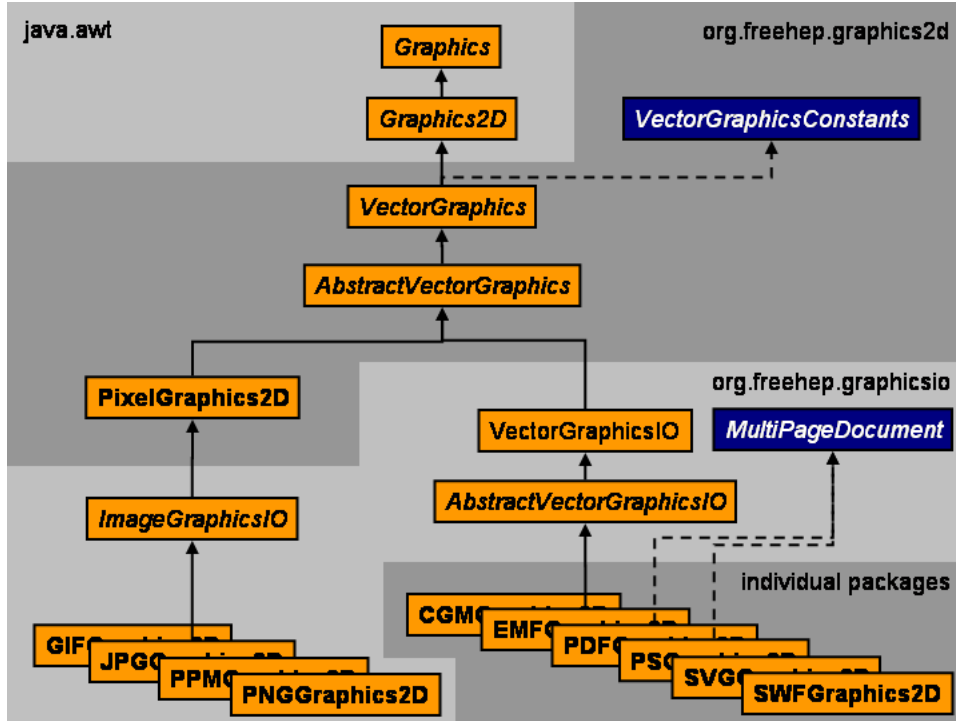 java.awt
org.freehep.graphics2d
Graphics
Graphics2D
VectorGraphicsConstants
VectorGraphics
AbstractVectorGraphics
PixelGraphics2D
org.freehep.graphicsio
VectorGraphicsIO
MultiPageDocument
ImageGraphicsIO
AbstractVectorGraphicsIO
individual packages
PNGGraphics2D
SWFGraphics2D